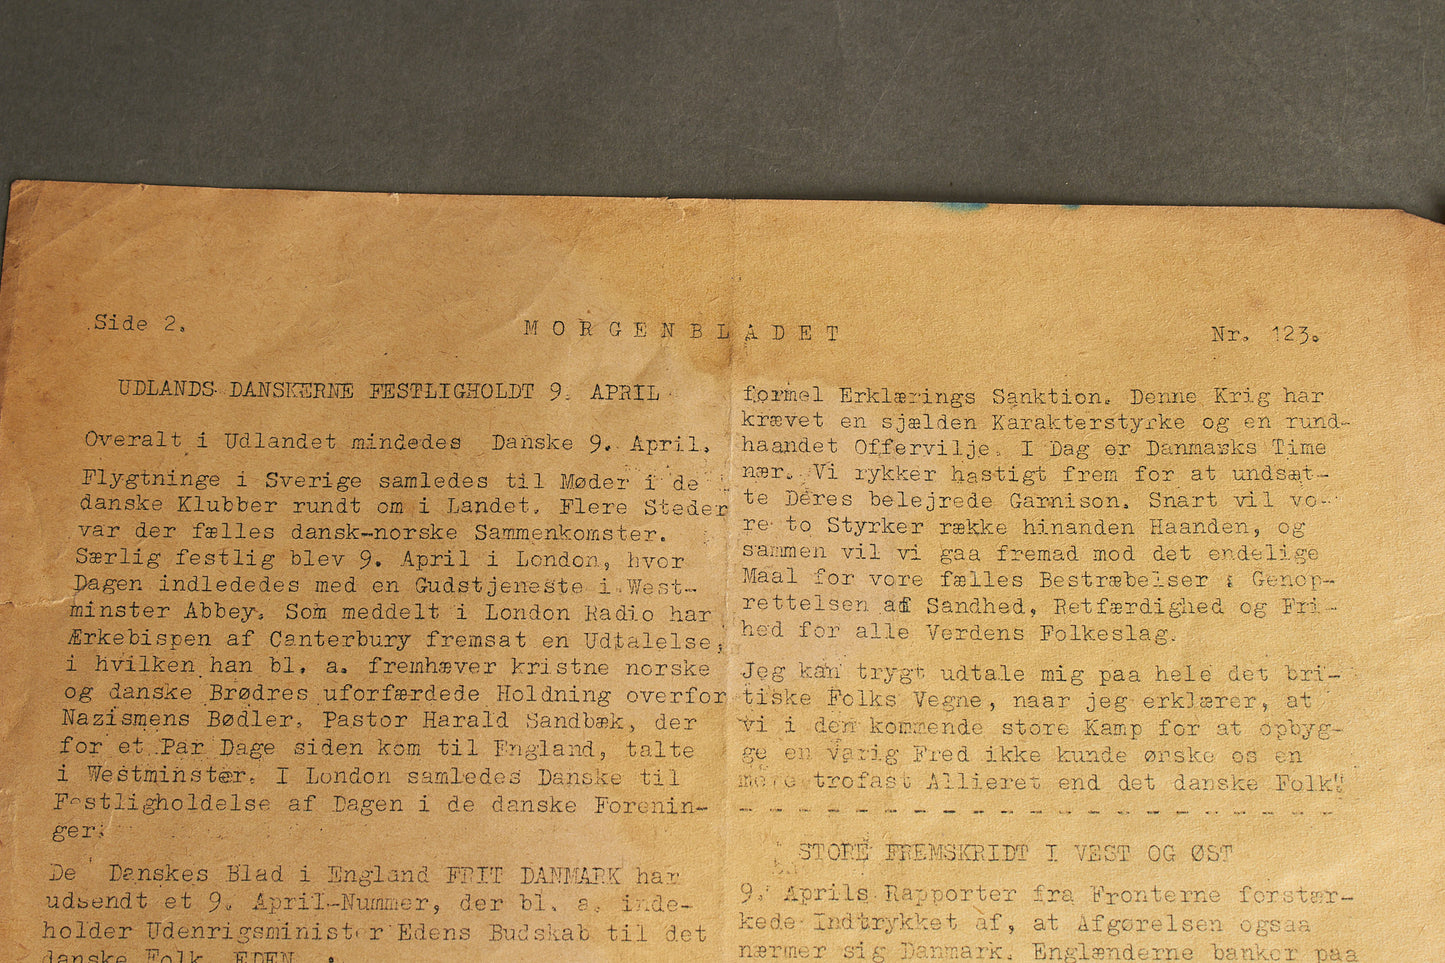 Side 2.
MORGENBLADET
Nr. 123.
UDLANDS DANSKERNE FESTLIGHOLDT 9. APRIL
Overalt i Udlandet mindedes Danske 9. April.
Flygtninge i Sverige samledes til Møder i de
danske Klubber rundt om i Landet. Flere Steder
var der fælles dansk-norske Sammenkomster.
Særlig festlig blev 9. April i London, hvor
Dagen indlededes med en Gudstjeneste i West-
minster Abbey. Som meddelt i London Radio har
Ærkebispen af Canterbury fremsat en Udtalelse,
i hvilken han bl. a. fremhæver kristne norske
og danske Brødres uforfærdede Holdning overfor
Nazismens Bødler. Pastor Harald Sandbæk, der
for et Par Dage siden kom til England, talte
i Westminster. I London samledes Danske til
Festligholdelse af Dagen i de danske Forenin-
ger.
De Danskes Blad i England FRIT DANMARK har
udsendt et 9. April-Nummer, der bl. a. inde-
holder Udenrigsminister Edens Budskab til det
danske Folk. EDEN
formel Erklærings Sanktion. Denne Krig har
krævet en sjælden Karakterstyrke og en rund-
haandet Offervilje. I Dag er Danmarks Time
nær. Vi rykker hastigt frem for at undsæt-
te Deres belejrede Garnison. Snart vil vo-
re to Styrker række hinanden Haanden, og
sammen vil vi gaa fremad mod det endelige
Maal for vore fælles Bestræbelser : Genop-
rettelsen af Sandhed, Retfærdighed og Fri-
hed for alle Verdens Folkeslag.
Jeg kan trygt udtale mig paa hele det bri-
tiske Folks Vegne, naar jeg erklærer, at
vi i den kommende store Kamp for at opbyg-
ge en varig Fred ikke kunde ørske os en
mere trofast Allieret end det danske Folk"
- - - - - - - - - - - - - - - - - - -
STORE FREMSKRIDT I VEST OG ØST
9. Aprils Rapporter fra Fronterne forstær-
kede Indtrykket af, at Afgørelsen ogsaa
nærmer sig Danmark. Englænderne banker paa